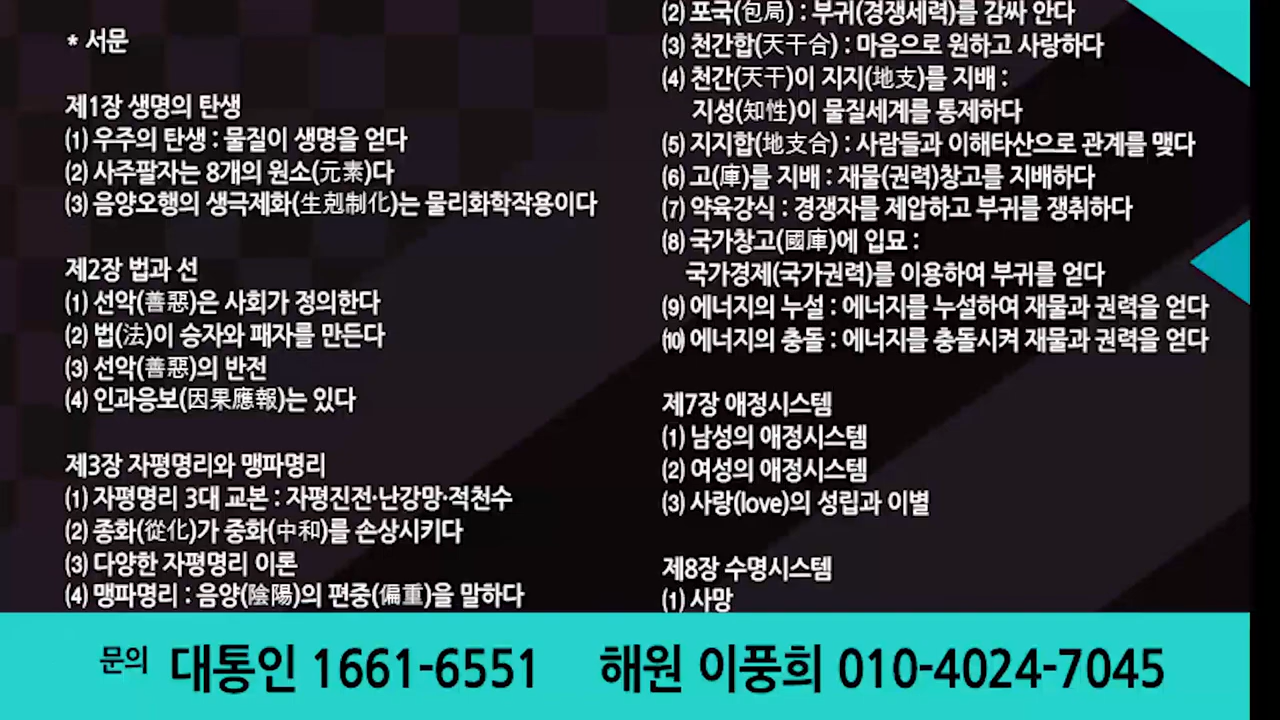 * 서문
제1장 생명의 탄생
(1) 우주의 탄생 : 물질이 생명을 얻다
(2) 사주팔자는 8개의 원소(元素)다
(3) 음양오행의 생극제화(生剋制化)는 물리화학작용이다
제2장 법과 선
(1) 선악(善惡)은 사회가 정의한다
(2) 법(法)이 승자와 패자를 만든다
(3) 선악(善惡)의 반전
(4) 인과응보(因果應報)는 있다
제3장 자평명리와 맹파명리
(1) 자평명리 3대 교본 : 자평진전·난강망·적천수
(2) 종화(從化)가 중화(中和)를 손상시키다
(3) 다양한 자평명리 이론
(4) 맹파명리 : 음양(陰陽)의 편중(偏重)을 말하다
(2) 포국(包局) : 부귀(경쟁세력)를 감싸 안다
(3) 천간합(天干合) : 마음으로 원하고 사랑하다
(4) 천간(天干)이 지지(地支)를 지배 :
지성(知性)이 물질세계를 통제하다
(5) 지지합(地支合) : 사람들과 이해타산으로 관계를 맺다
(6) 고(庫)를 지배 : 재물(권력)창고를 지배하다
(7) 약육강식 : 경쟁자를 제압하고 부귀를 쟁취하다
(8) 국가창고(國庫)에 입묘 :
국가경제(국가권력)를 이용하여 부귀를 얻다
(9) 에너지의 누설 : 에너지를 누설하여 재물과 권력을 얻다
(10) 에너지의 충돌 : 에너지를 충돌시켜 재물과 권력을 얻다
제7장 애정시스템
(1) 남성의 애정시스템
(2) 여성의 애정시스템
(3) 사랑(love)의 성립과 이별
제8장 수명시스템
(1) 사망
문의 대통인 1661-6551 해원 이풍희 010-4024-7045